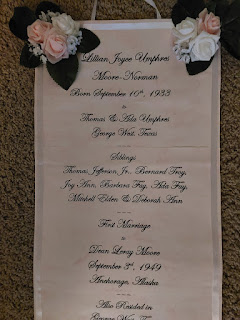 Lillian Joyce Umphres
Moore-Norman
Born September 10th, 1933
to
Thomas & Ada Umphres
George West, Texas
Siblings
Thomas Jefferson Jr, Bernard Troy,
Joy Ann, Barbara Fay, Ada Fay,
Mitchell Elden & Deborah Ann
First Marriage
to
Dean Leroy Moore
September 3rd, 1949
Anchorage, Alaska
Also Resided in
George West,